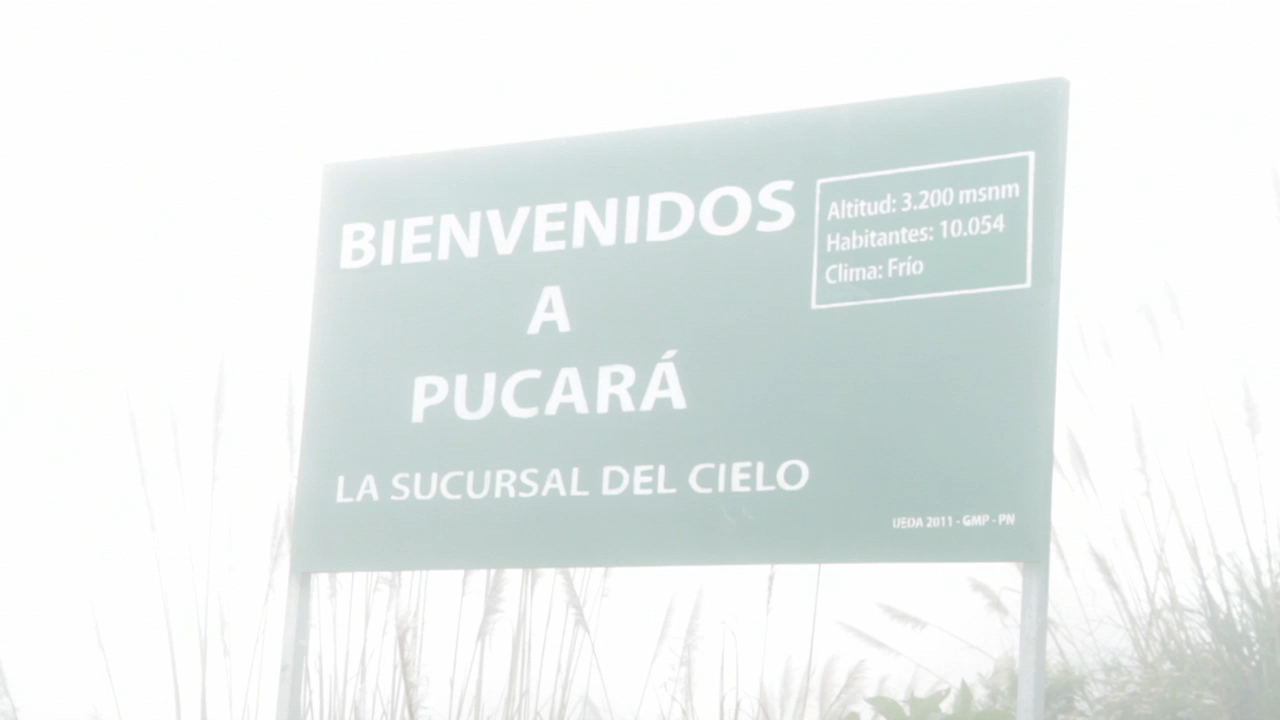 BIENVENIDOS
A
PUCARÁ
LA SUCURSAL DEL CIELO
Altitud: 3.200 msnm
Habitantes: 10.054
Clima: Frío
UEDA 2011 - GMP - PN